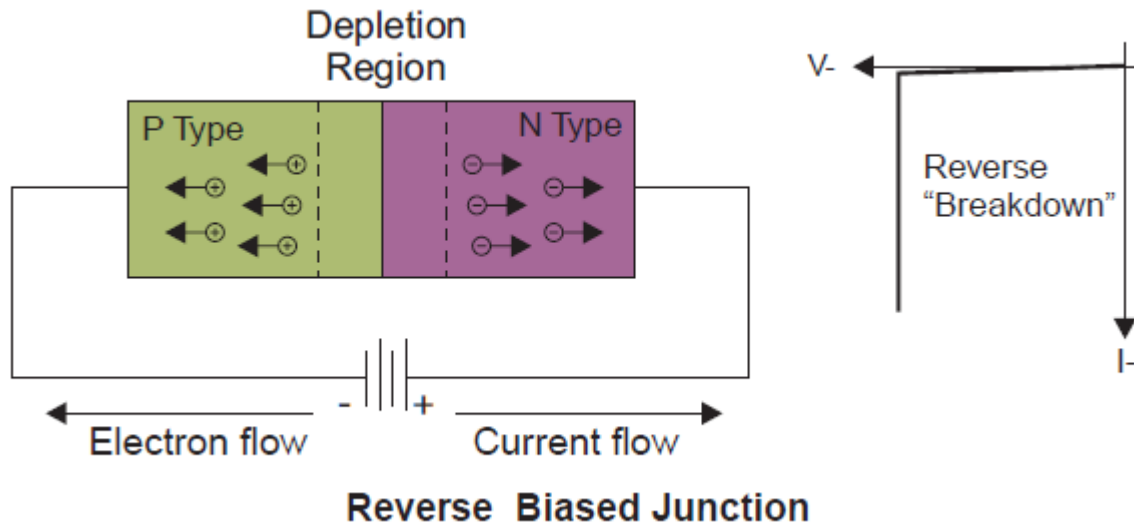 Depletion
Region
P Type
N Type
- +
Electron flow
Current flow
V-
Reverse
“Breakdown”
I-
Reverse Biased Junction